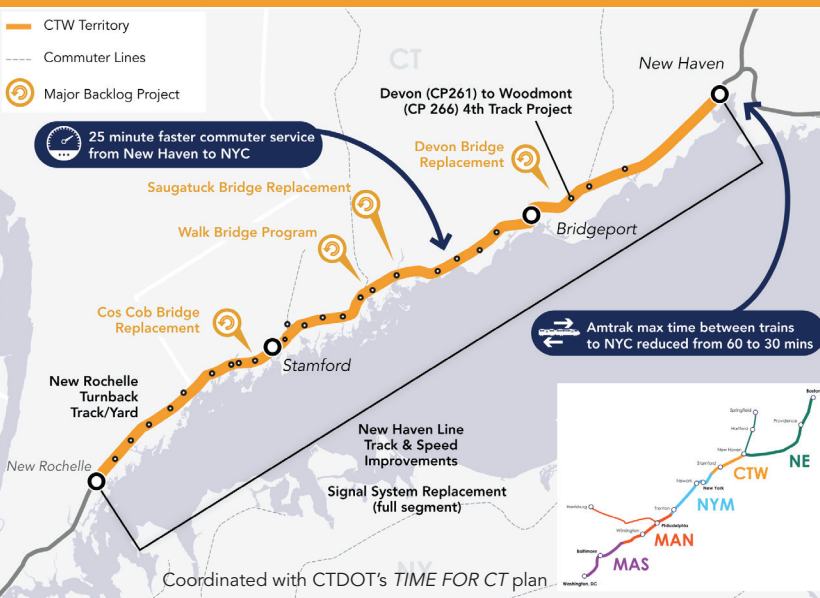 CTW Territory
Commuter Lines
Major Backlog Project
CT
New Haven
Devon (CP261) to Woodmont
(CP 266) 4th Track Project
25 minute faster commuter service
from New Haven to NYC
Devon Bridge
Replacement
Saugatuck Bridge Replacement
Walk Bridge Program
Bridgeport
Cos Cob Bridge
Replacement
Amtrak max time between trains
to NYC reduced from 60 to 30 mins
Stamford
New Rochelle
Turnback
Track/Yard
New Haven Line
Track & Speed
Improvements
New Rochelle
Signal System Replacement
(full segment)
NY
Coordinated with CTDOT's TIME FOR CT plan
Boston
Springfield
Hartford
Providence
New Haven
NE
Stamford
CTW
Newark
New York
NYM
Harrisburg
Trenton
Philadelphia
Wilmington
MAN
Baltimore
MAS
Washington, DC